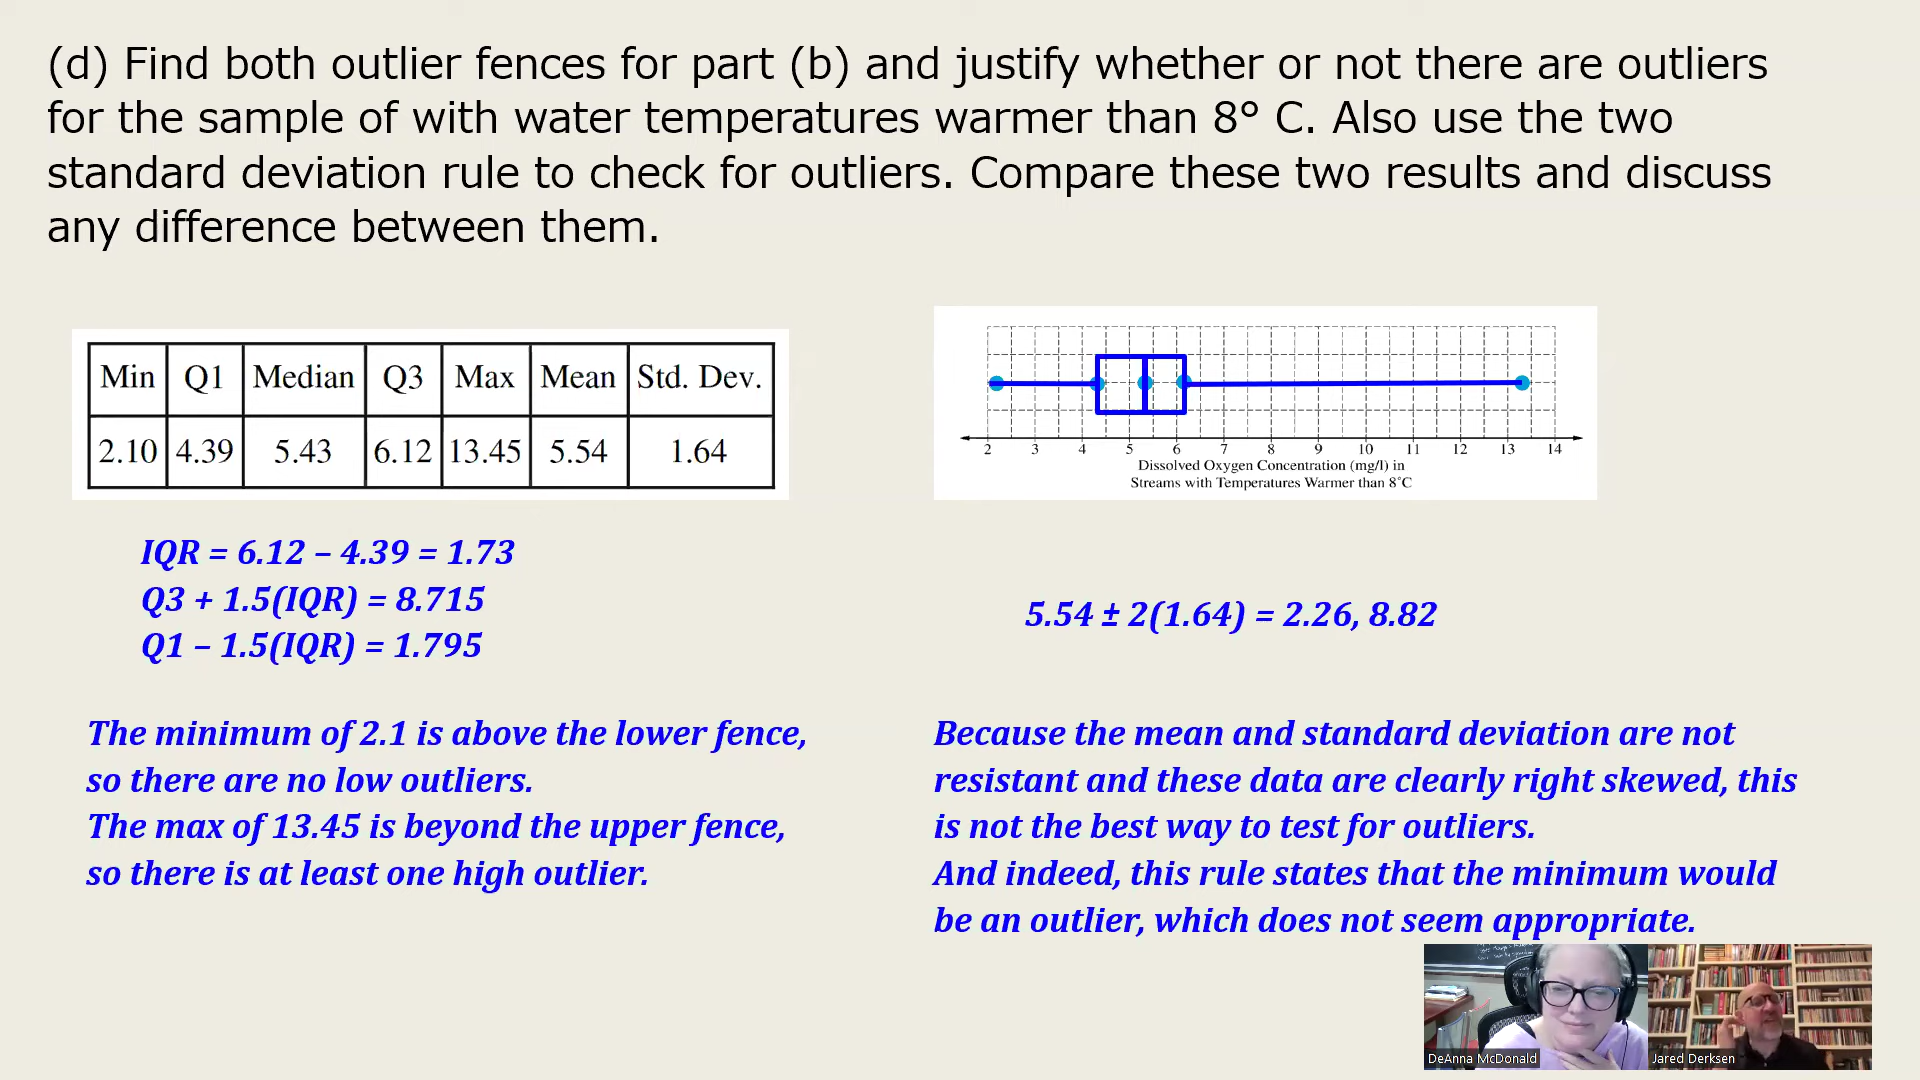 (d) Find both outlier fences for part (b) and justify whether or not there are outliers
for the sample of with water temperatures warmer than 8° C. Also use the two
standard deviation rule to check for outliers. Compare these two results and discuss
any difference between them.
Min Q1 Median Q3 Max Mean Std. Dev.
2.10 4.39 5.43 6.12 13.45 5.54 1.64
2 3 4 5 6 7 8 9 10 11 12 13 14
Dissolved Oxygen Concentration (mg/l) in
Streams with Temperatures Warmer than 8°C
IQR = 6.12 – 4.39 = 1.73
Q3 + 1.5(IQR) = 8.715
Q1 – 1.5(IQR) = 1.795
5.54 ± 2(1.64) = 2.26, 8.82
The minimum of 2.1 is above the lower fence,
so there are no low outliers.
The max of 13.45 is beyond the upper fence,
so there is at least one high outlier.
Because the mean and standard deviation are not
resistant and these data are clearly right skewed, this
is not the best way to test for outliers.
And indeed, this rule states that the minimum would
be an outlier, which does not seem appropriate.
DeAnna McDonald
Jared Derksen